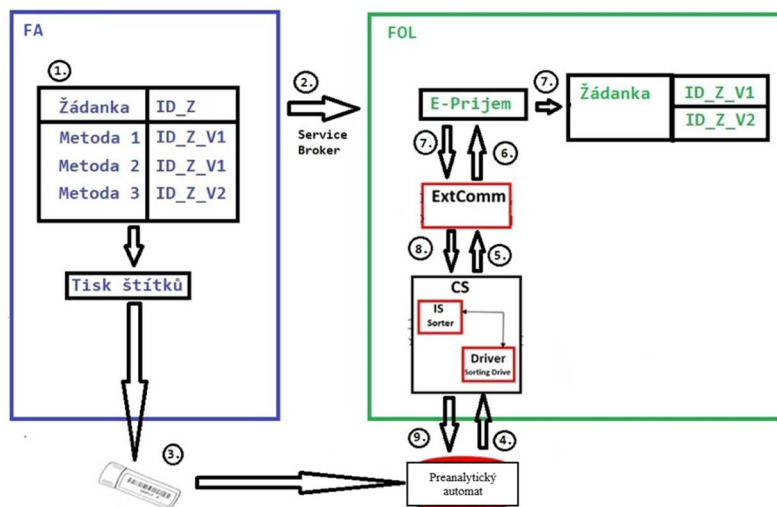 FA
1.
Žádanka ID_Z
Metoda 1 ID_Z_V1
Metoda 2 ID_Z_V1
Metoda 3 ID_Z_V2
Tisk štítků
2.
Service
Broker
3.
FOL
E-Prijem
7.
Žádanka
ID_Z_V1
ID_Z_V2
7.
6.
ExtComm
8.
5.
CS
IS
Sorter
Driver
Sorting Drive
9.
4.
Preanalytický
automat